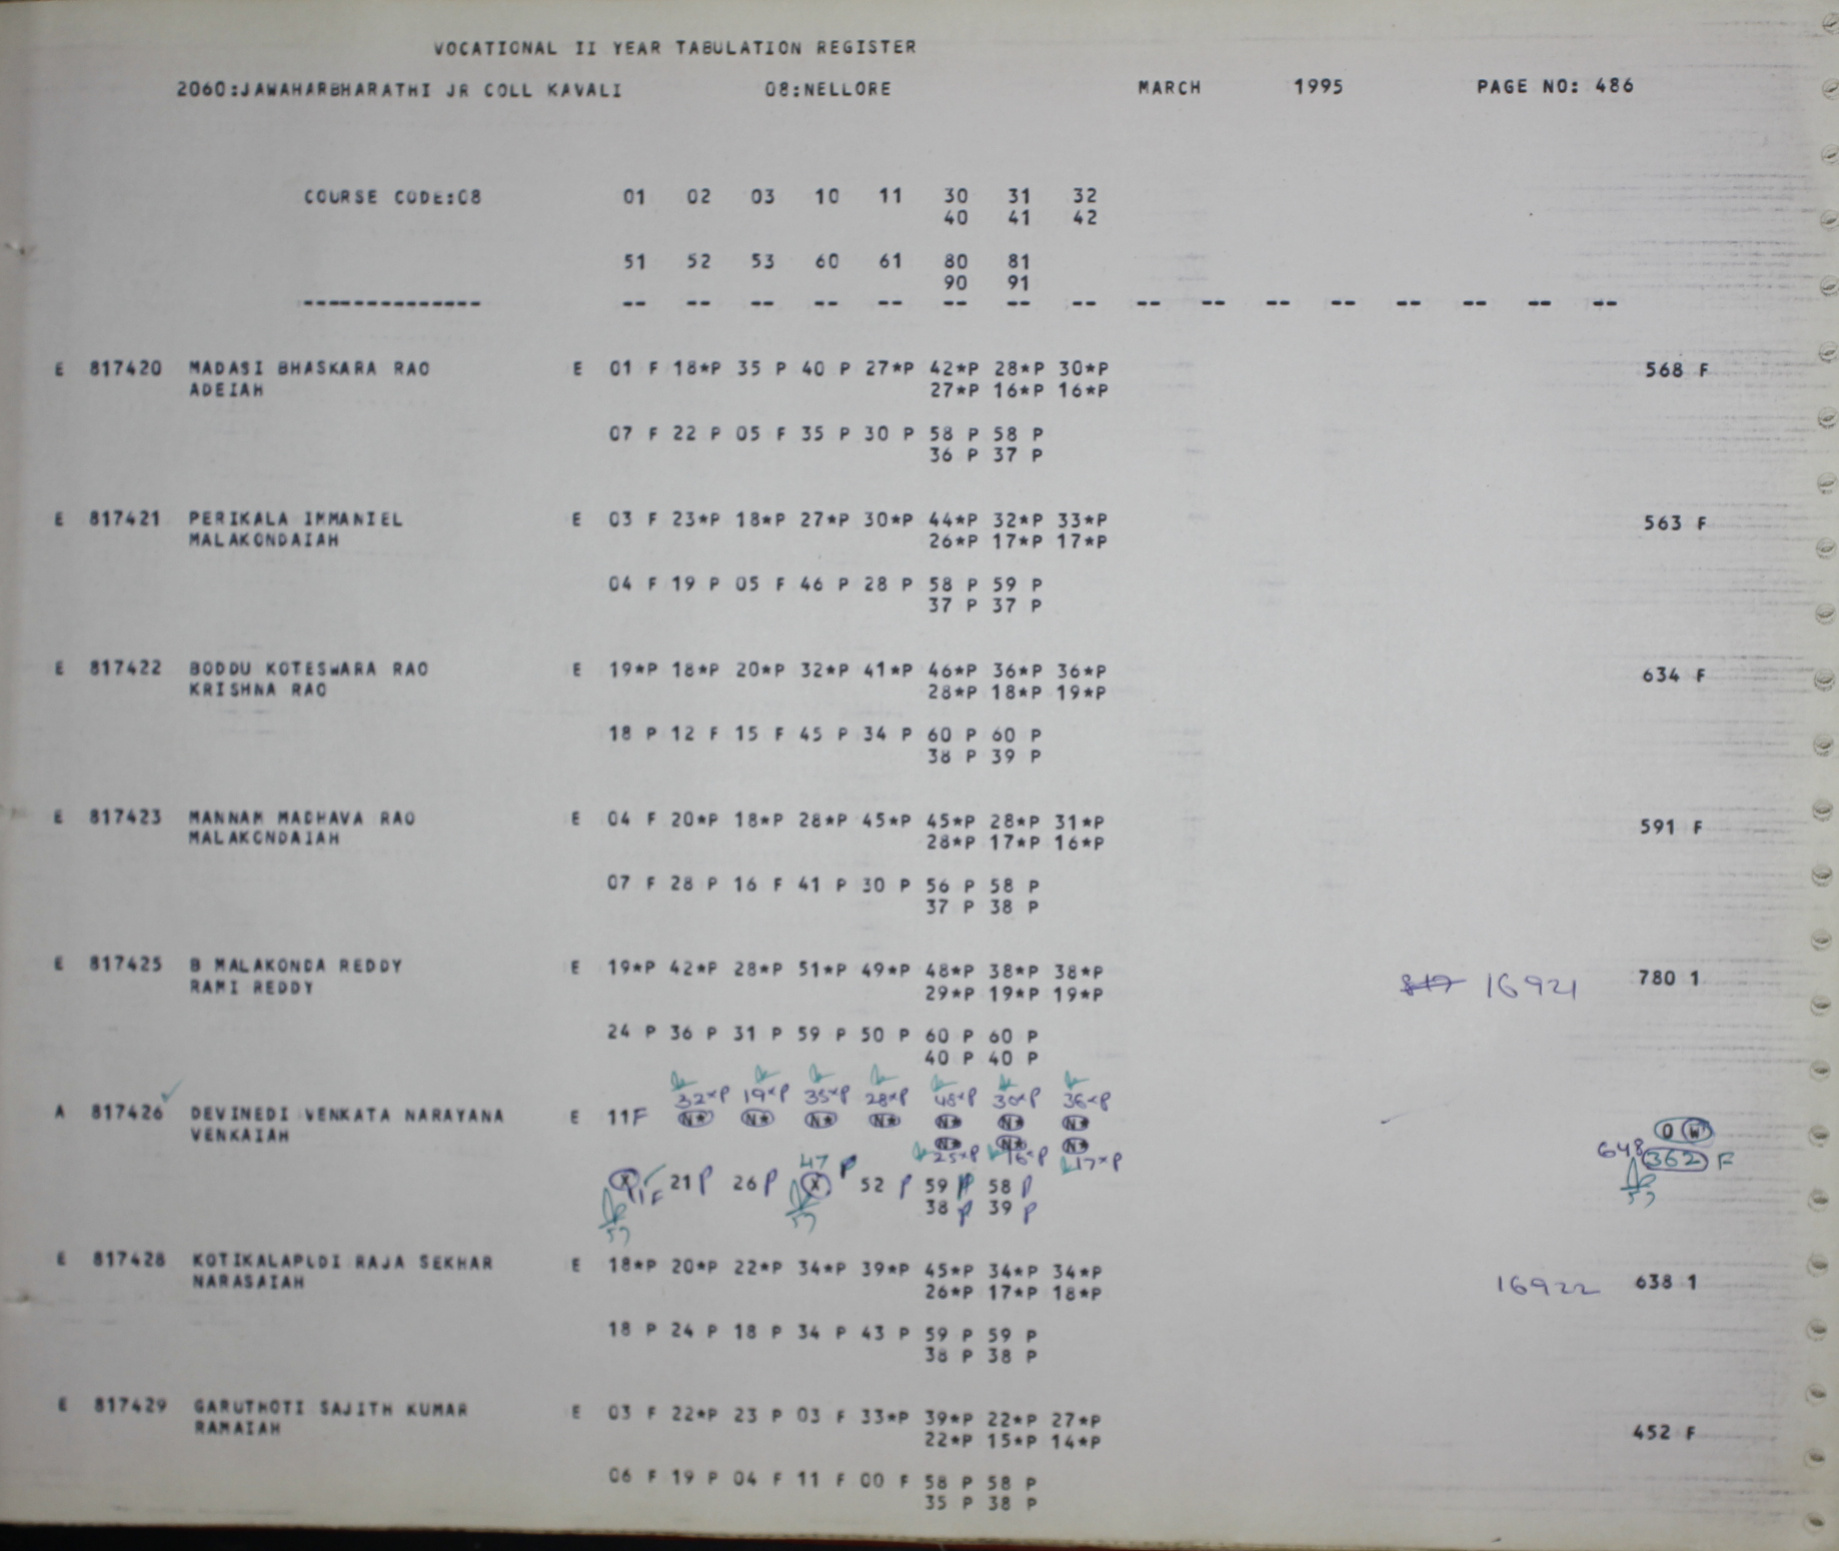 VOCATIONAL II YEAR TABULATION REGISTER
2060:JAWAHARBHARATHI JR COLL KAVALI 08:NELLORE MARCH 1995 PAGE NO: 486
COURSE CODE:08 01 02 03 10 11 30 31 32
40 41 42
51 52 53 60 61 80 81
90 91
-------------- -- -- -- -- -- -- -- -- -- -- -- -- -- -- -- --
E 817420 MADASI BHASKARA RAO E 01 F 18*P 35 P 40 P 27*P 42*P 28*P 30*P 568 F
ADEIAH 27*P 16*P 16*P
07 F 22 P 05 F 35 P 30 P 58 P 58 P
36 P 37 P
E 817421 PERIKALA IMMANIEL E 03 F 23*P 18*P 27*P 30*P 44*P 32*P 33*P 563 F
MALAKONDAIAH 26*P 17*P 17*P
04 F 19 P 05 F 46 P 28 P 58 P 59 P
37 P 37 P
E 817422 BODDU KOTESWARA RAO E 19*P 18*P 20*P 32*P 41*P 46*P 36*P 36*P 634 F
KRISHNA RAO 28*P 18*P 19*P
18 P 12 F 15 F 45 P 34 P 60 P 60 P
38 P 39 P
E 817423 MANNAM MADHAVA RAO E 04 F 20*P 18*P 28*P 45*P 45*P 28*P 31*P 591 F
MALAKONDAIAH 28*P 17*P 16*P
07 F 28 P 16 F 41 P 30 P 56 P 58 P
37 P 38 P
E 817425 B MALAKONDA REDDY E 19*P 42*P 28*P 51*P 49*P 48*P 38*P 38*P 16921 780 1
RAMI REDDY 29*P 19*P 19*P
24 P 36 P 31 P 59 P 50 P 60 P 60 P
40 P 40 P
32*P 19*P 35*P 28*P 48*P 30*P 36*P
A 817426 DEVINEDI VENKATA NARAYANA E 11F N* N* N* N* N* N* N* 0 W
VENKAIAH N* N* N*
25*P 16*P 17*P 648 362 F
47 P
X 11F 21 P 26 P X 52 P 59 P 58 P
38 P 39 P
E 817428 KOTIKALAPUDI RAJA SEKHAR E 18*P 20*P 22*P 34*P 39*P 45*P 34*P 34*P 16922 638 1
NARASAIAH 26*P 17*P 18*P
18 P 24 P 18 P 34 P 43 P 59 P 59 P
38 P 38 P
E 817429 GARUTHOTI SAJITH KUMAR E 03 F 22*P 23 P 03 F 33*P 39*P 22*P 27*P 452 F
RAMAIAH 22*P 15*P 14*P
06 F 19 P 04 F 11 F 00 F 58 P 58 P
35 P 38 P